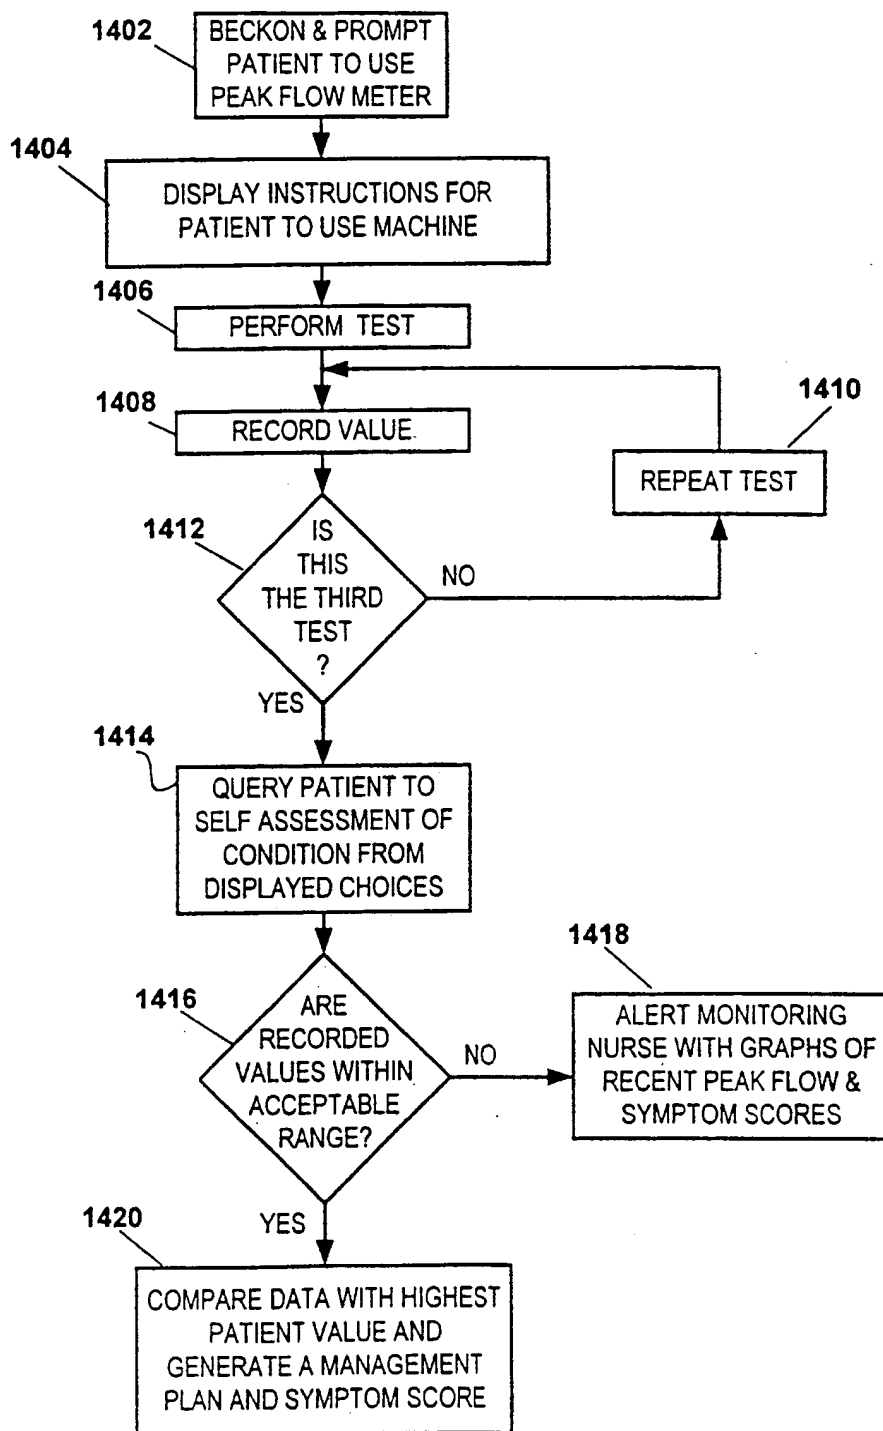 1402
BECKON & PROMPT
PATIENT TO USE
PEAK FLOW METER
1404
DISPLAY INSTRUCTIONS FOR
PATIENT TO USE MACHINE
1406
PERFORM TEST
1408
RECORD VALUE
1410
REPEAT TEST
1412
IS
THIS
THE THIRD
TEST
?
NO
YES
1414
QUERY PATIENT TO
SELF ASSESSMENT OF
CONDITION FROM
DISPLAYED CHOICES
1416
ARE
RECORDED
VALUES WITHIN
ACCEPTABLE
RANGE?
NO
1418
ALERT MONITORING
NURSE WITH GRAPHS OF
RECENT PEAK FLOW &
SYMPTOM SCORES
YES
1420
COMPARE DATA WITH HIGHEST
PATIENT VALUE AND
GENERATE A MANAGEMENT
PLAN AND SYMPTOM SCORE